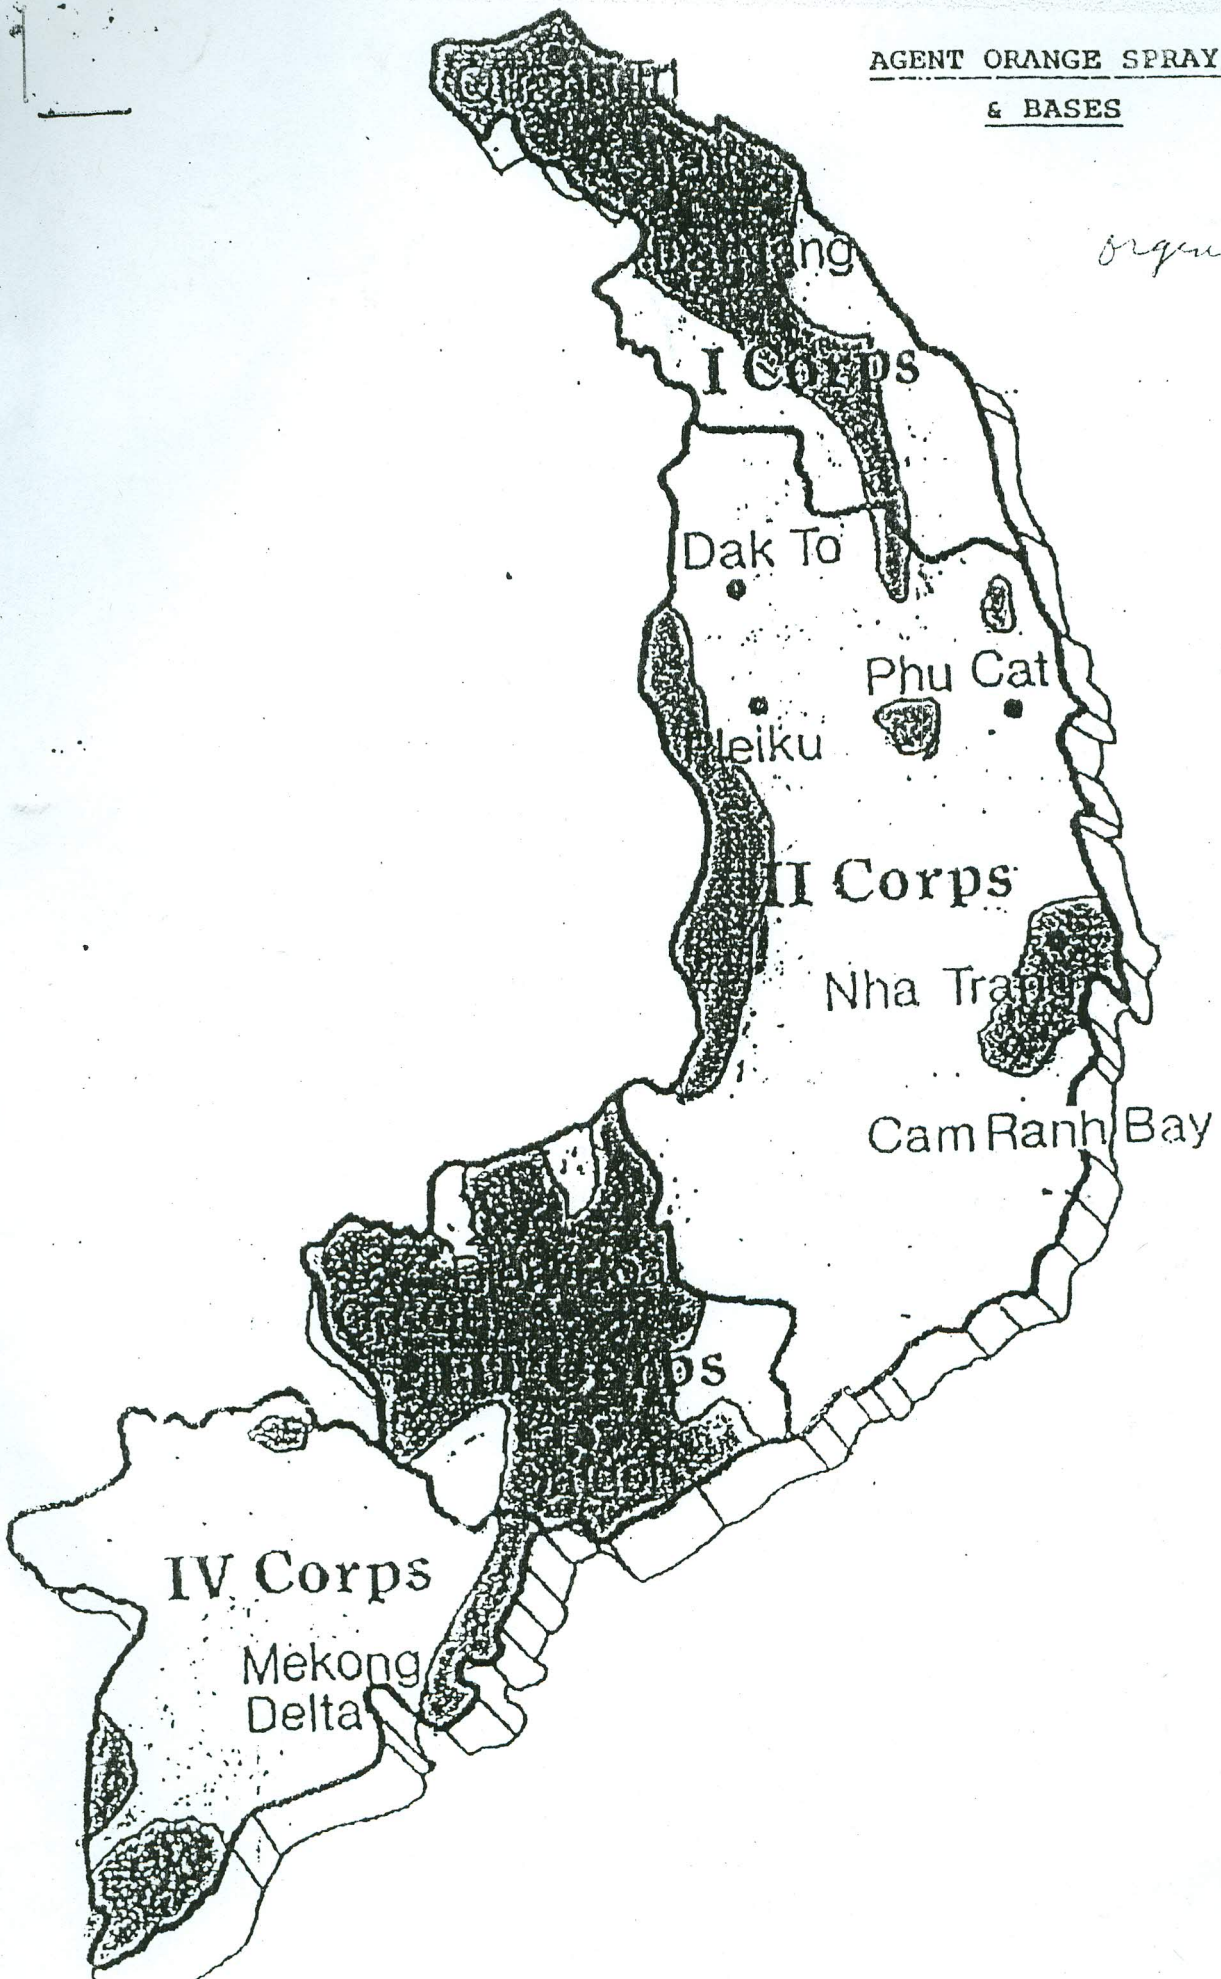 AGENT ORANGE SPRAY
& BASES
I Corps
Dak To
Phu Cat
Pleiku
II Corps
Nha Trang
Cam Ranh Bay
IV Corps
Mekong
Delta